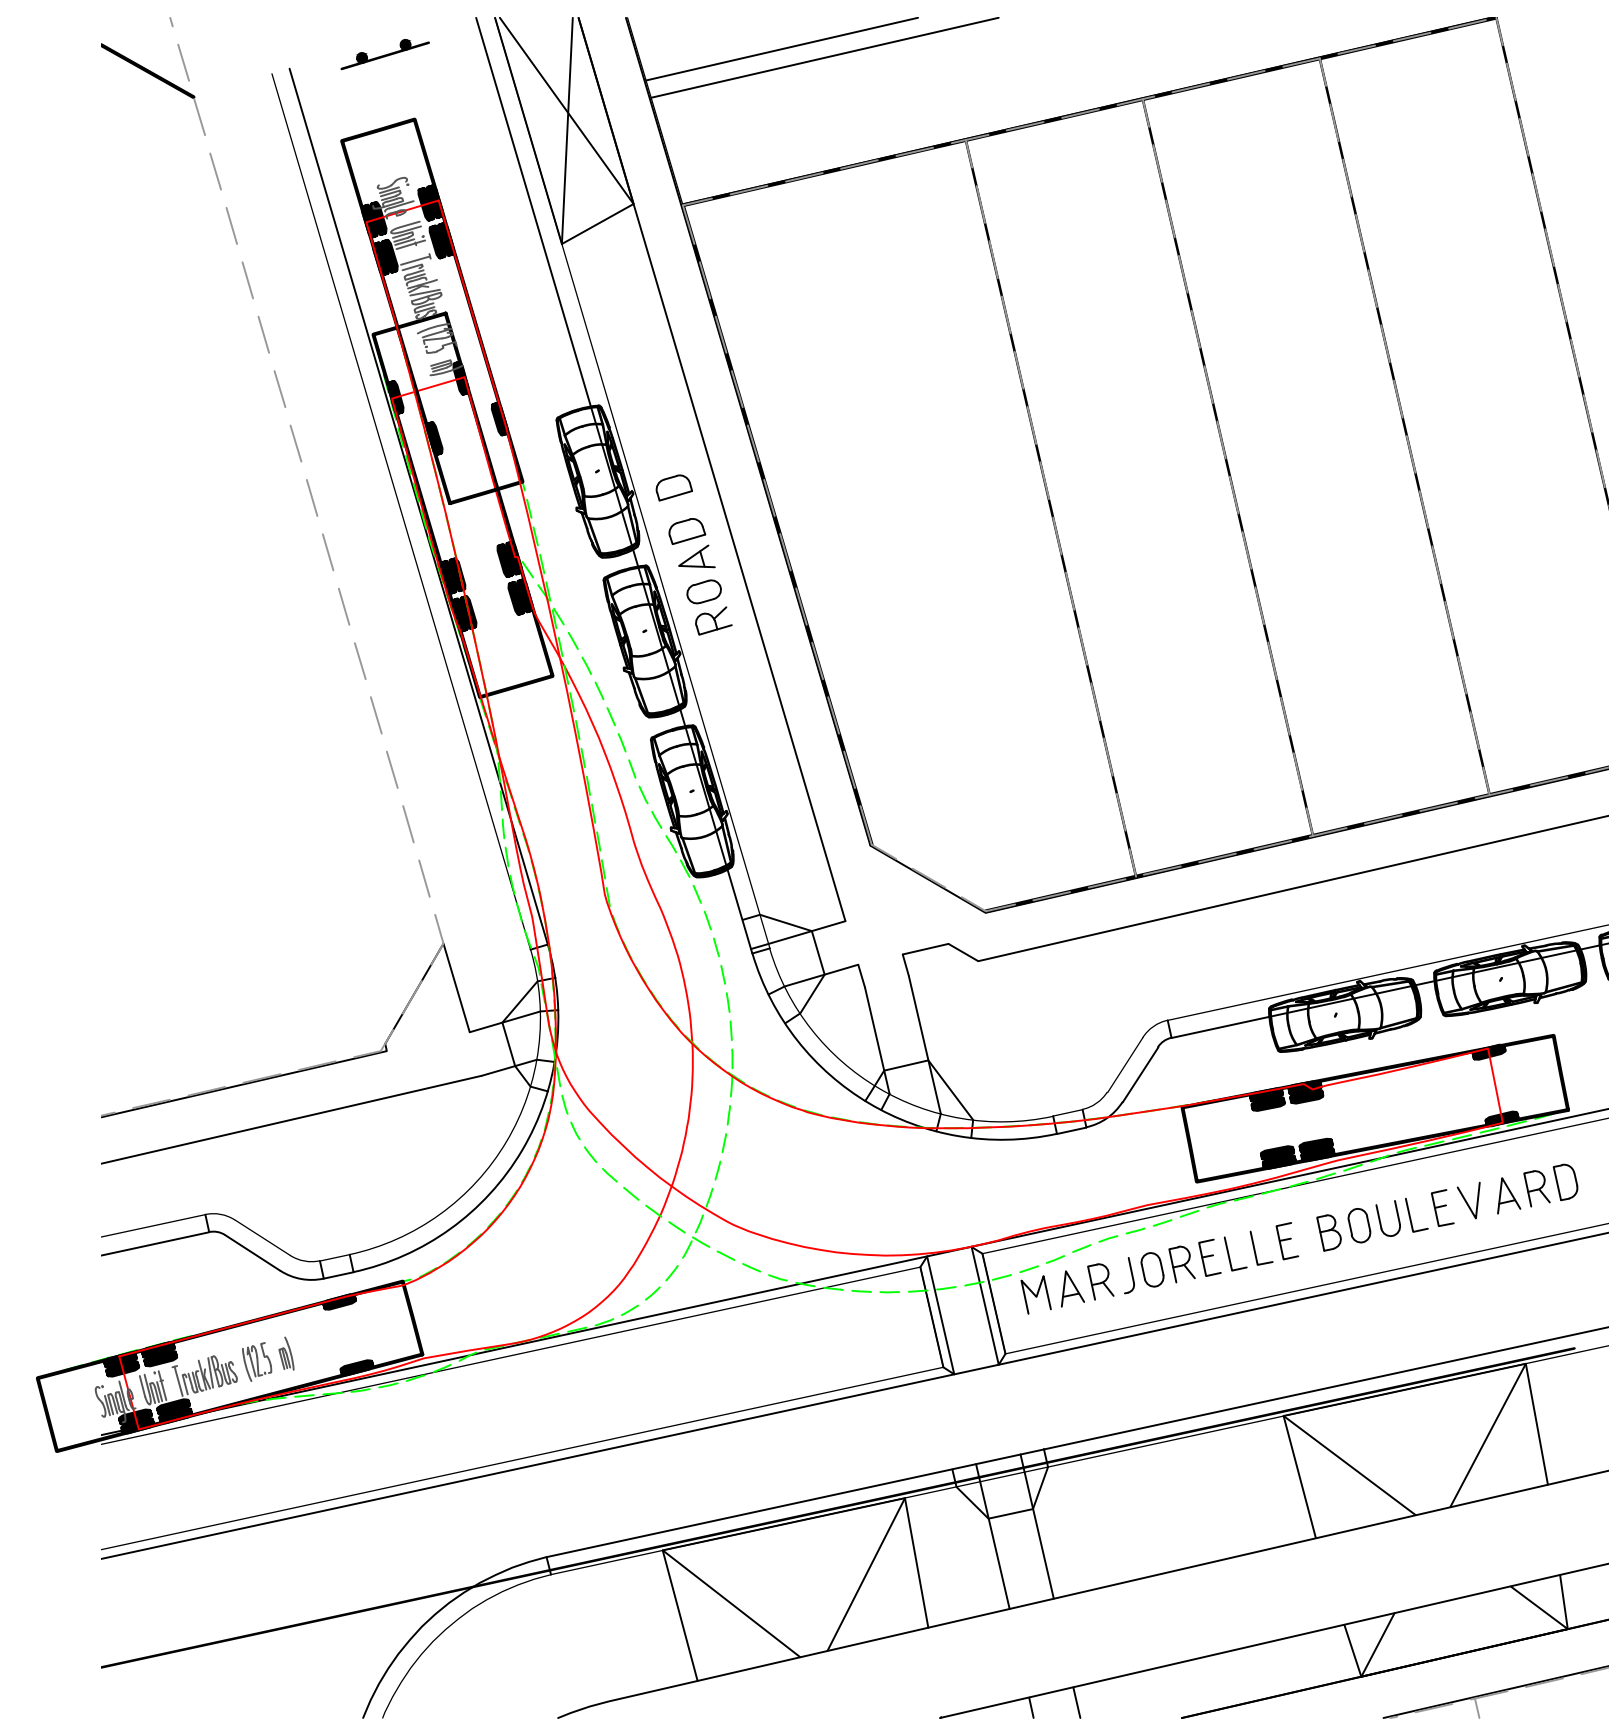 Single Unit Truck/Bus (12.5 m)
ROAD D
MARJORELLE BOULEVARD
Single Unit Truck/Bus (12.5 m)